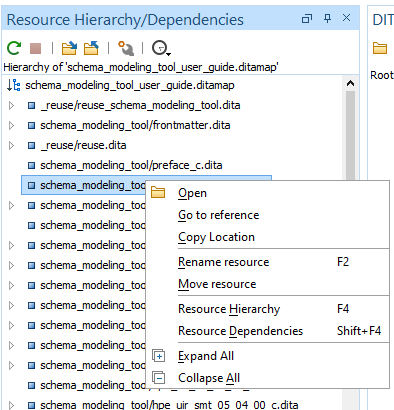 Resource Hierarchy/Dependencies
DIT
Hierarchy of 'schema_modeling_tool_user_guide.ditamap'
Root
schema_modeling_tool_user_guide.ditamap
_reuse/reuse_schema_modeling_tool.dita
schema_modeling_tool/frontmatter.dita
_reuse/reuse.dita
schema_modeling_tool/preface_c.dita
schema_modeling_too
schema_modeling_too
schema_modeling_too
schema_modeling_too
schema_modeling_too
schema_modeling_too
schema_modeling_too
schema_modeling_too
schema_modeling_too
schema_modeling_too
schema_modeling_tool/hpe_uir_smt_05_04_00_c.dita
Open
Go to reference
Copy Location
Rename resource F2
Move resource
Resource Hierarchy F4
Resource Dependencies Shift+F4
Expand All
Collapse All